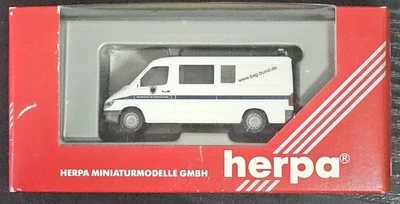 www.bag.bund.de
HERPA MINIATURMODELLE GMBH
herpa®